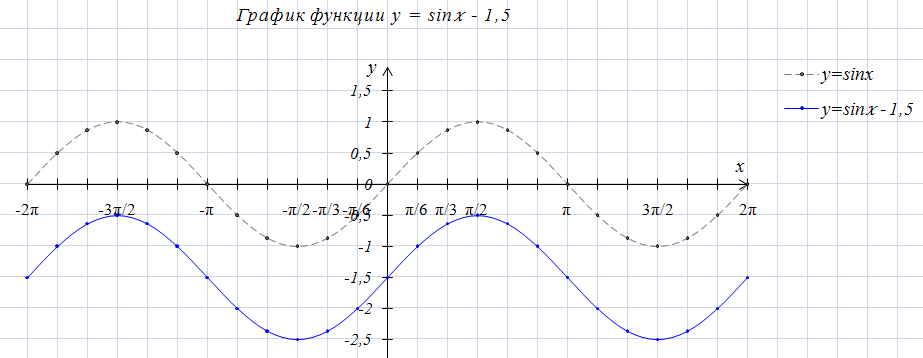 График функции y = sinx - 1,5
y
1,5
1
0,5
0
-0,5
-1
-1,5
-2
-2,5
x
-2π -3π/2 -π -π/2 -π/3 -π/6 π/6 π/3 π/2 π 3π/2 2π
y=sinx
y=sinx-1,5